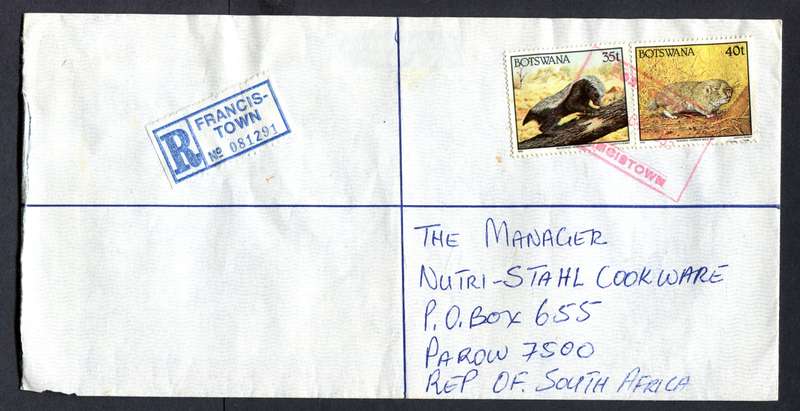 R
FRANCIS-
TOWN
No 081291
BOTSWANA 35t
BOTSWANA 40t
THE MANAGER
NUTRI-STAHL COOKWARE
P.O.BOX 655
PAROW 7500
REP OF. SOUTH AFRICA